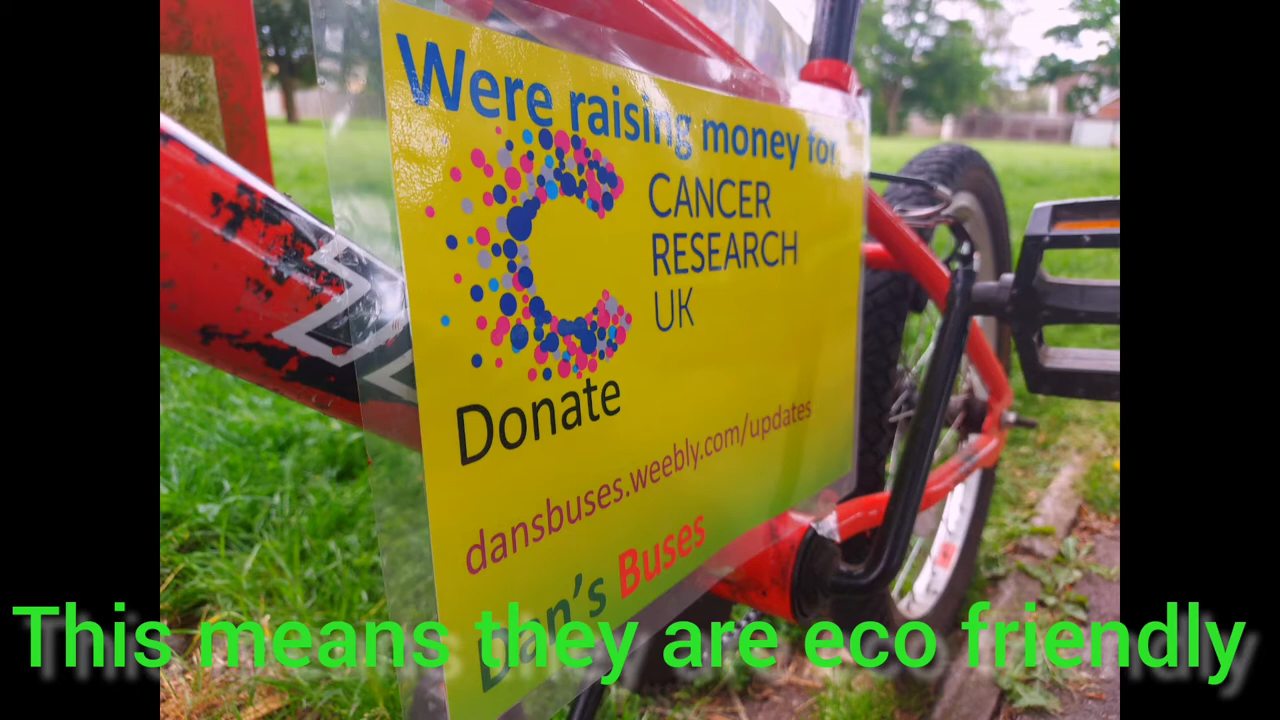 Were raising money for
CANCER
RESEARCH
UK
Donate
dansbuses.weebly.com/updates
Dan's Buses
This means they are eco friendly